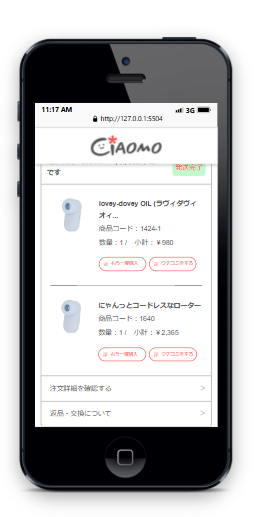 11:17 AM
3G
http://127.0.0.1:5504
CIAOMO
です
発送完了
lovey-dovey OIL (ラヴィダヴィ
オィ...
商品コード：1424-1
数量：1 / 小計：￥980
もう一度購入
クチコミをする
にゃんっとコードレスなローター
商品コード：1640
数量：1 / 小計：￥2,365
もう一度購入
クチコミをする
注文詳細を確認する
返品・交換について